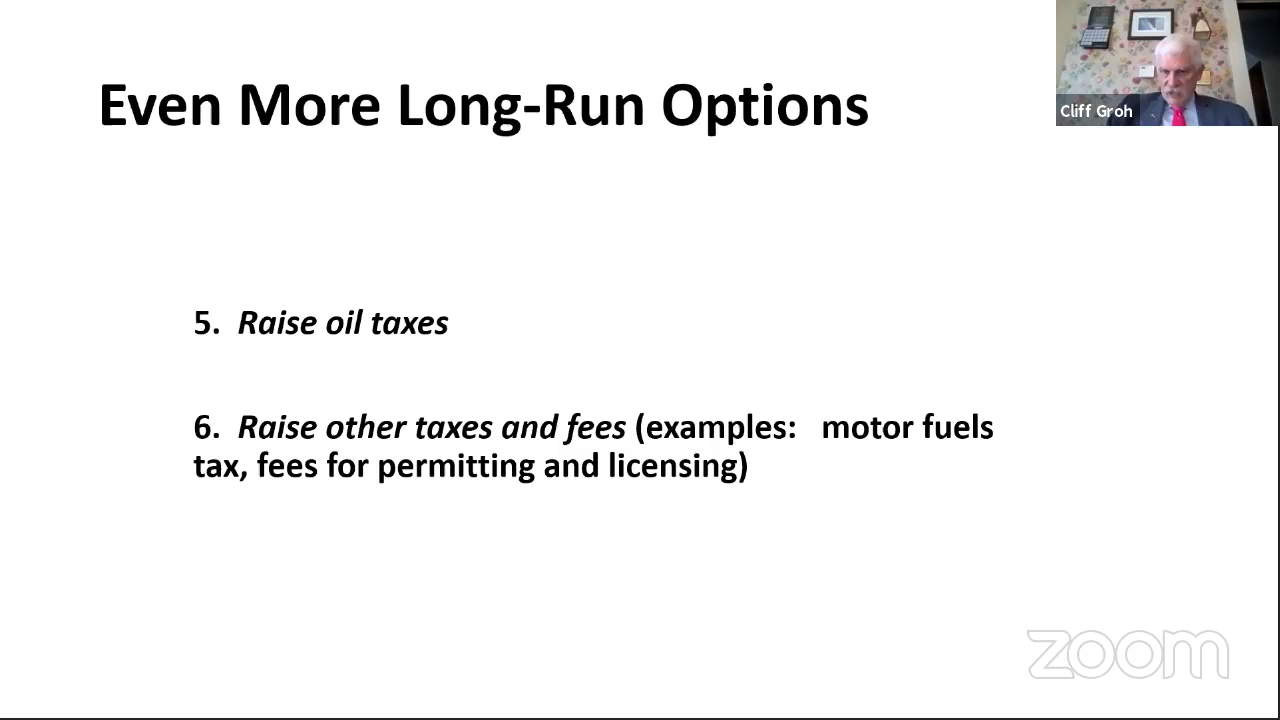 Even More Long-Run Options
Cliff Groh
5. Raise oil taxes
6. Raise other taxes and fees (examples: motor fuels
tax, fees for permitting and licensing)
zoom